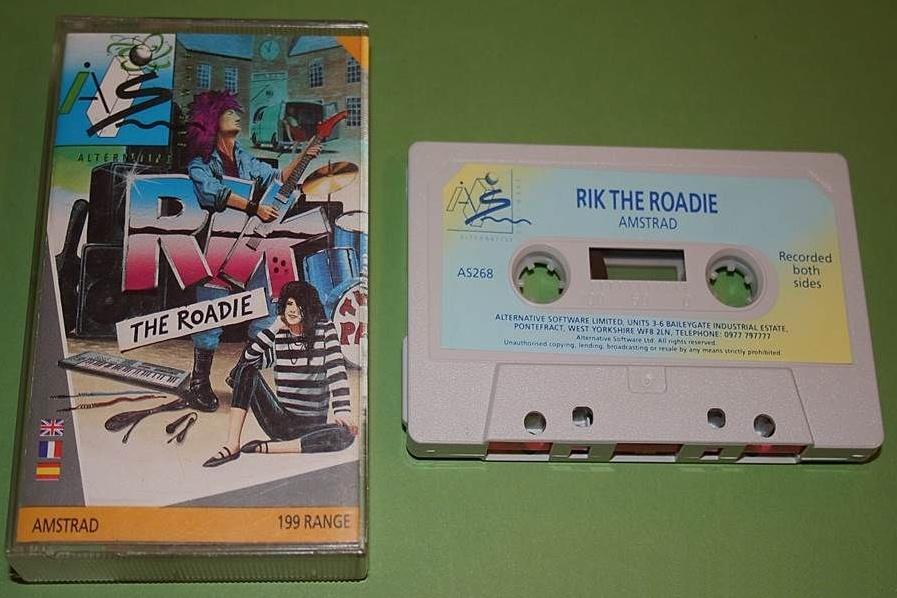 ALTERNATIVE
RIK
THE ROADIE
AMSTRAD
199 RANGE
ALTERNATIVE
RIK THE ROADIE
AMSTRAD
AS268
Recorded
both
sides
ALTERNATIVE SOFTWARE LIMITED, UNITS 3-6 BAILEYGATE INDUSTRIAL ESTATE,
PONTEFRACT, WEST YORKSHIRE WF8 2LN, TELEPHONE: 0977 797777
Alternative Software Ltd. All rights reserved.
Unauthorised copying, lending, broadcasting or resale by any means strictly prohibited.